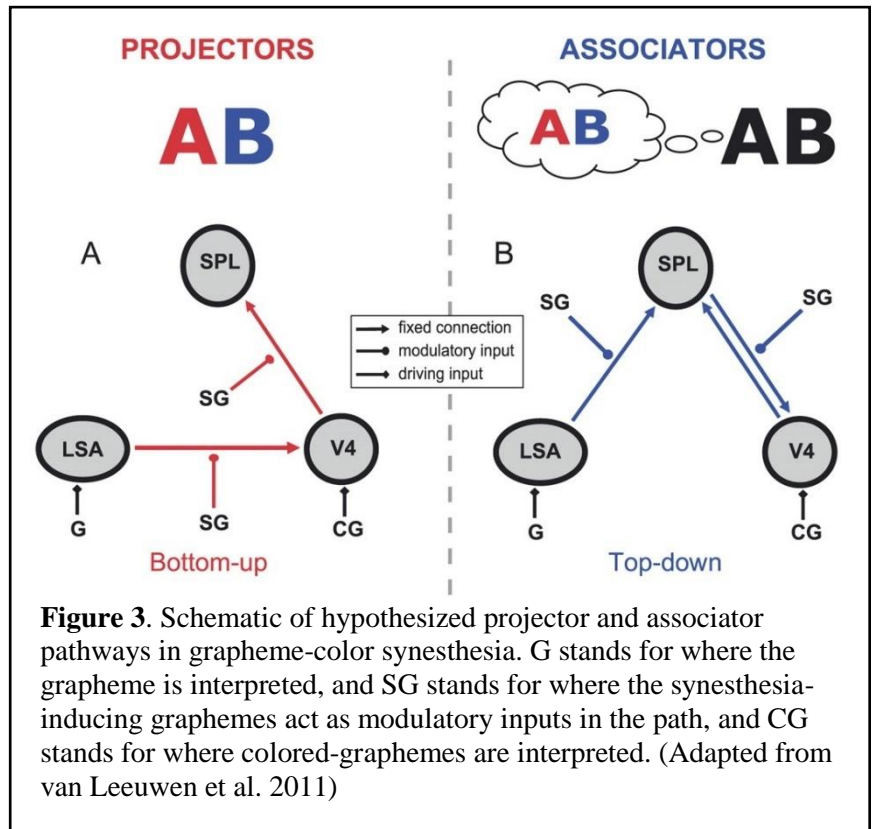 PROJECTORS
AB
A
SPL
SG
LSA
V4
SG
G
CG
Bottom-up
fixed connection
modulatory input
driving input
ASSOCIATORS
AB
AB
B
SPL
SG
SG
LSA
V4
G
CG
Top-down
Figure 3. Schematic of hypothesized projector and associator
pathways in grapheme-color synesthesia. G stands for where the
grapheme is interpreted, and SG stands for where the synesthesia-
inducing graphemes act as modulatory inputs in the path, and CG
stands for where colored-graphemes are interpreted. (Adapted from
van Leeuwen et al. 2011)